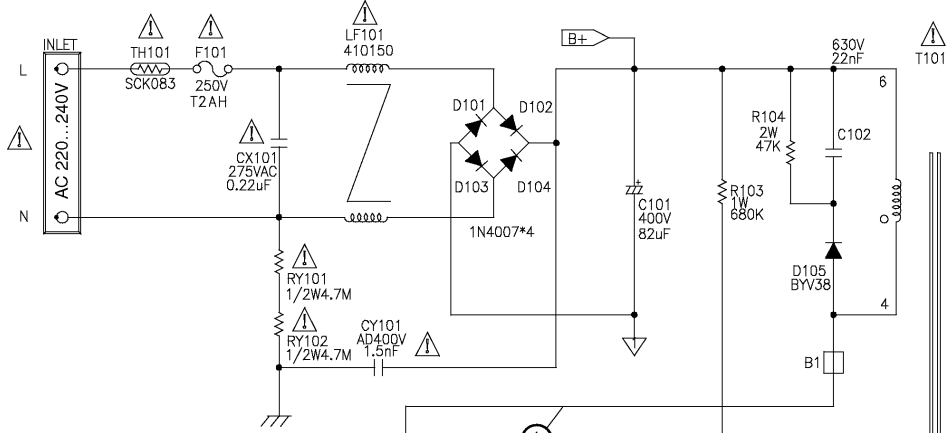 INLET
L
AC 220...240V
N
TH101
SCK083
F101
250V
T2AH
LF101
410150
CX101
275VAC
0.22uF
D101
D102
D103
D104
1N4007*4
RY101
1/2W4.7M
RY102
1/2W4.7M
CY101
AD400V
1.5nF
B+
C101
400V
82uF
R103
1W
680K
R104
2W
47K
630V
22nF
C102
D105
BYV38
B1
6
4
T101